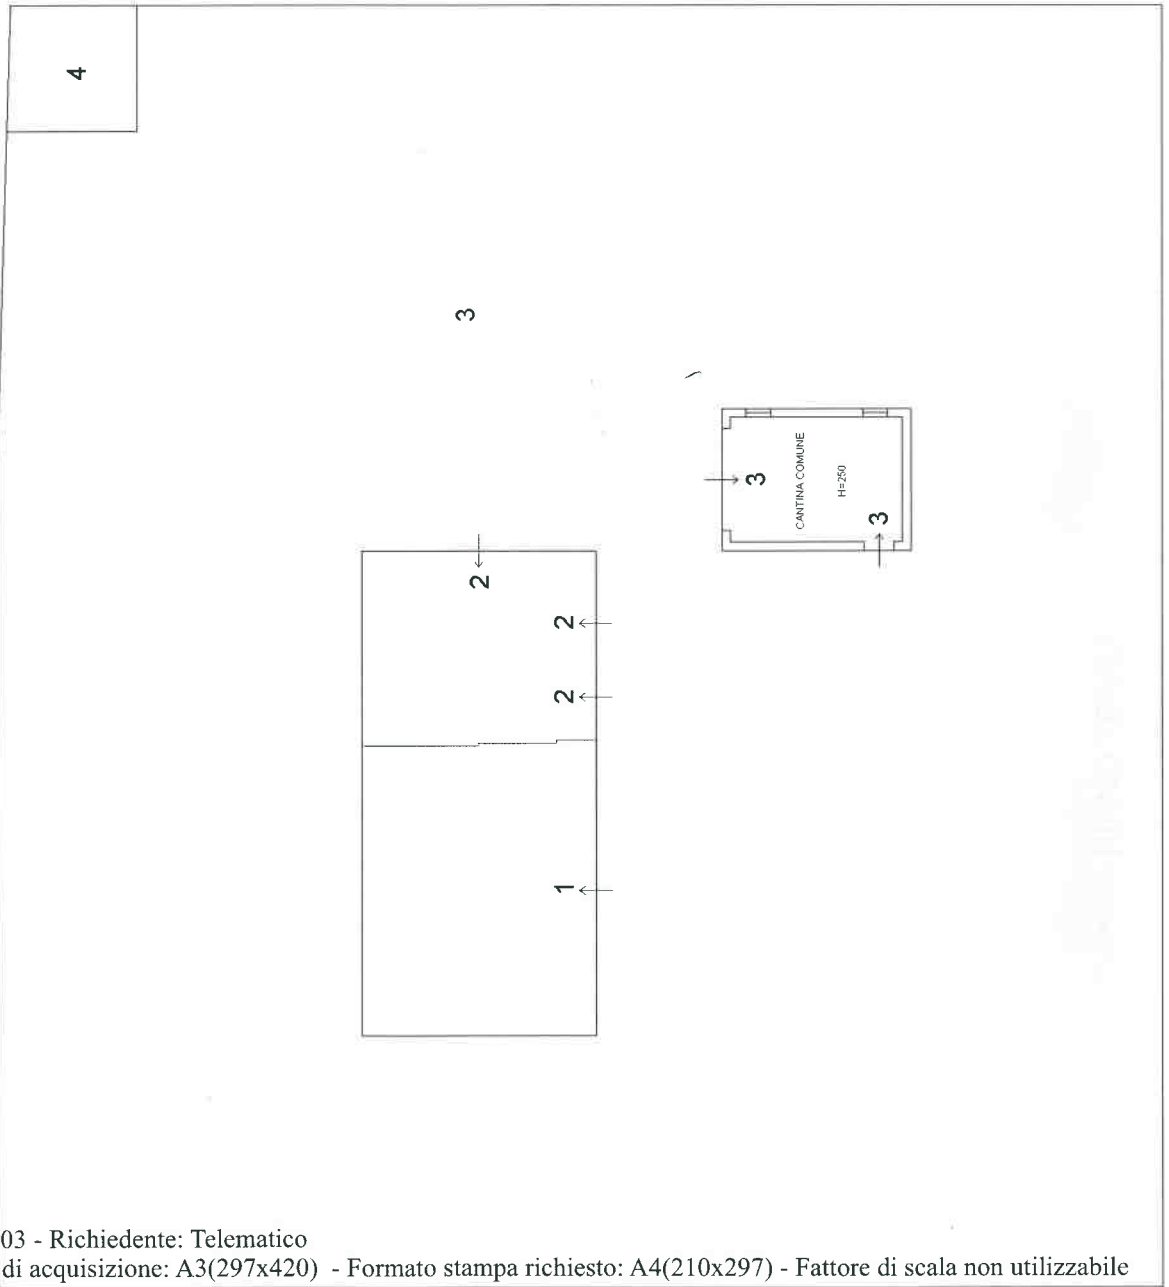 4
3
3
CANTINA COMUNE
H=250
3
2
2
2
1
03 - Richiedente: Telematico
di acquisizione: A3(297x420) - Formato stampa richiesto: A4(210x297) - Fattore di scala non utilizzabile